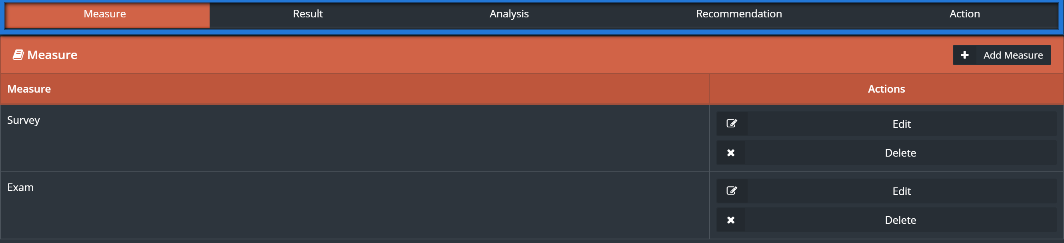 Measure Result Analysis Recommendation Action
Measure Add Measure
Measure Actions
Survey Edit
Delete
Exam Edit
Delete